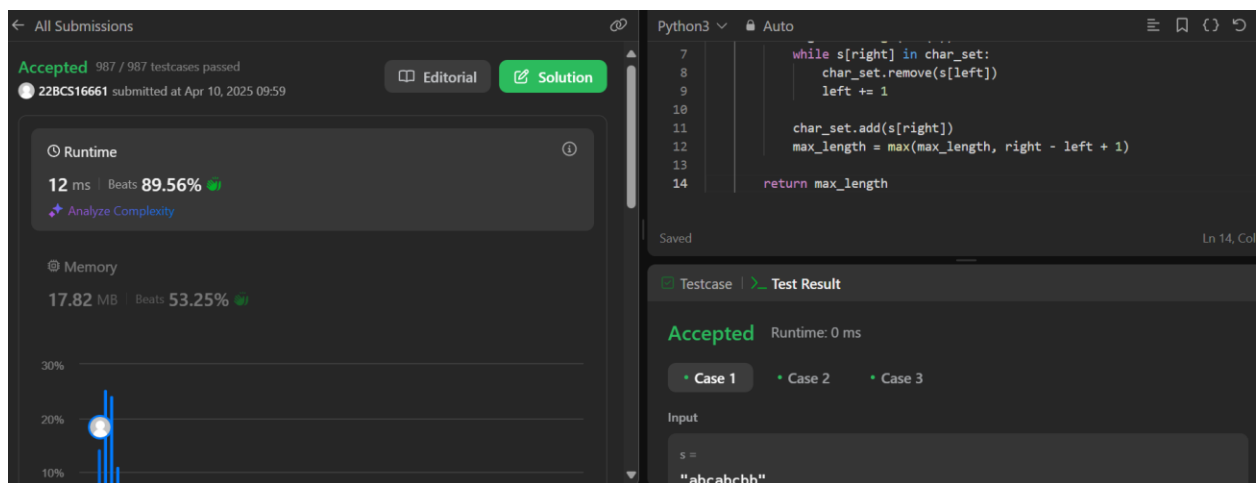 All Submissions
Accepted 987 / 987 testcases passed
22BCS16661 submitted at Apr 10, 2025 09:59
Editorial
Solution
Runtime
12 ms | Beats 89.56%
Analyze Complexity
Memory
17.82 MB | Beats 53.25%
30%
20%
10%
Python3 Auto
7 while s[right] in char_set:
8 char_set.remove(s[left])
9 left += 1
10
11 char_set.add(s[right])
12 max_length = max(max_length, right - left + 1)
13
14 return max_length
Saved
Ln 14, Col
Testcase | >_ Test Result
Accepted Runtime: 0 ms
• Case 1 • Case 2 • Case 3
Input
s =
"abcabcbb"